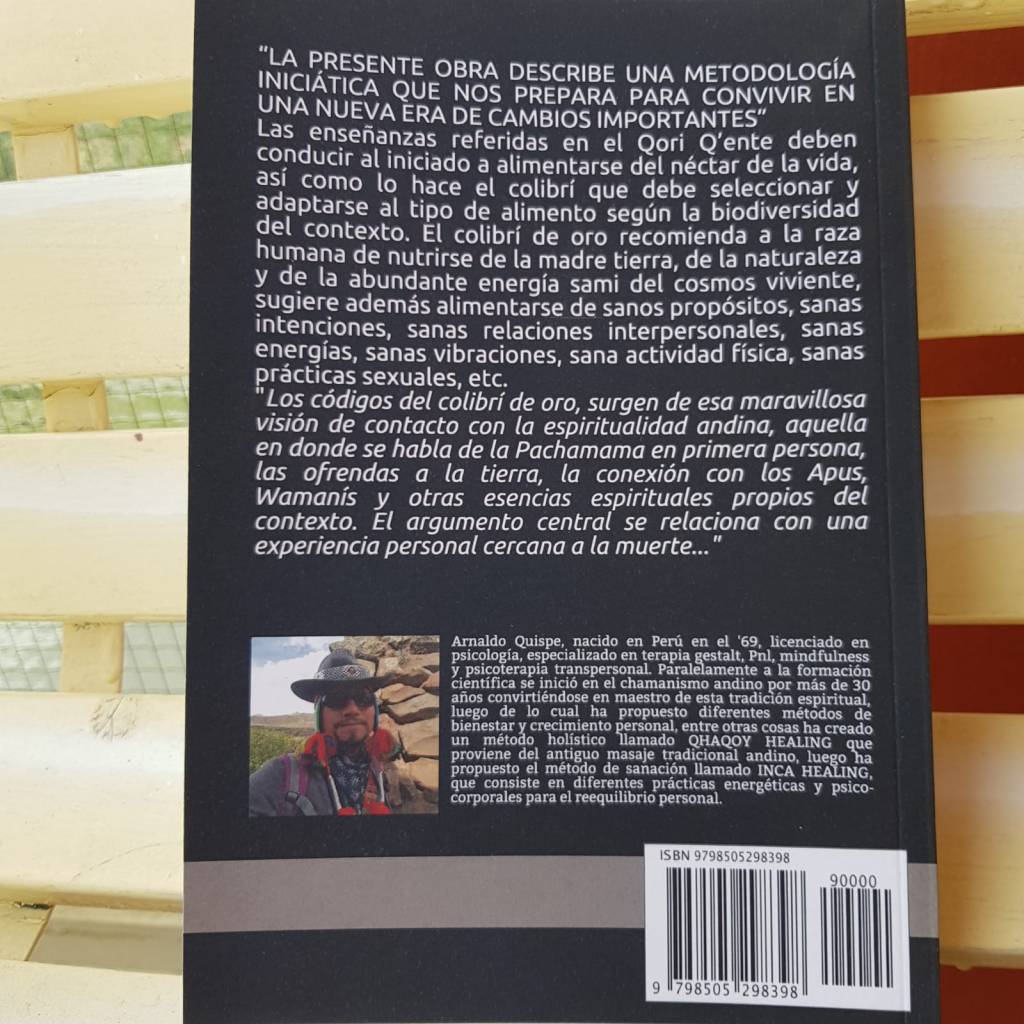 “LA PRESENTE OBRA DESCRIBE UNA METODOLOGÍA
INICIÁTICA QUE NOS PREPARA PARA CONVIVIR EN
UNA NUEVA ERA DE CAMBIOS IMPORTANTES”
Las enseñanzas referidas en el Qori Q’ente deben
conducir al iniciado a alimentarse del néctar de la vida,
así como lo hace el colibrí que debe seleccionar y
adaptarse al tipo de alimento según la biodiversidad
del contexto. El colibrí de oro recomienda a la raza
humana de nutrirse de la madre tierra, de la naturaleza
y de la abundante energía sami del cosmos viviente,
sugiere además alimentarse de sanos propósitos, sanas
intenciones, sanas relaciones interpersonales, sanas
energías, sanas vibraciones, sana actividad física, sanas
prácticas sexuales, etc.
"Los códigos del colibrí de oro, surgen de esa maravillosa
visión de contacto con la espiritualidad andina, aquella
en donde se habla de la Pachamama en primera persona,
las ofrendas a la tierra, la conexión con los Apus,
Wamanís y otras esencias espirituales propios del
contexto. El argumento central se relaciona con una
experiencia personal cercana a la muerte..."
Arnaldo Quispe, nacido en Perú en el '69, licenciado en
psicología, especializado en terapia gestalt, Pnl, mindfulness
y psicoterapia transpersonal. Paralelamente a la formación
científica se inició en el chamanismo andino por más de 30
años convirtiéndose en maestro de esta tradición espiritual,
luego de lo cual ha propuesto diferentes métodos de
bienestar y crecimiento personal, entre otras cosas ha creado
un método holístico llamado QHAQOY HEALING que
proviene del antiguo masaje tradicional andino, luego ha
propuesto el método de sanación llamado INCA HEALING,
que consiste en diferentes prácticas energéticas y psico-
corporales para el reequilibrio personal.
ISBN 9798505298398
90000
9 798505 298398